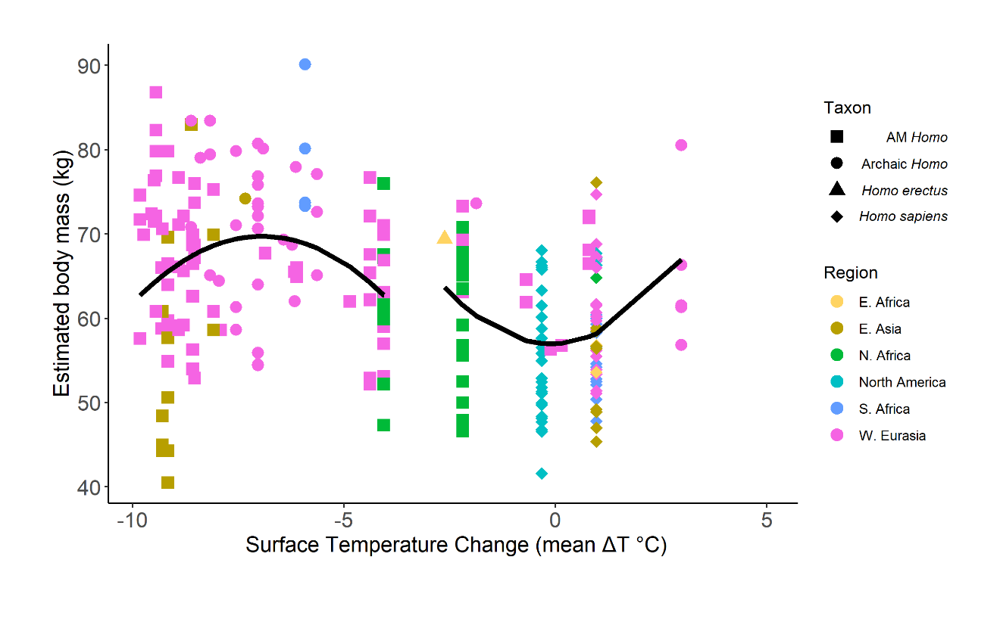 90
80
70
60
50
40
Estimated body mass (kg)
-10
-5
0
5
Surface Temperature Change (mean ΔT °C)
Taxon
AM Homo
Archaic Homo
Homo erectus
Homo sapiens
Region
E. Africa
E. Asia
N. Africa
North America
S. Africa
W. Eurasia